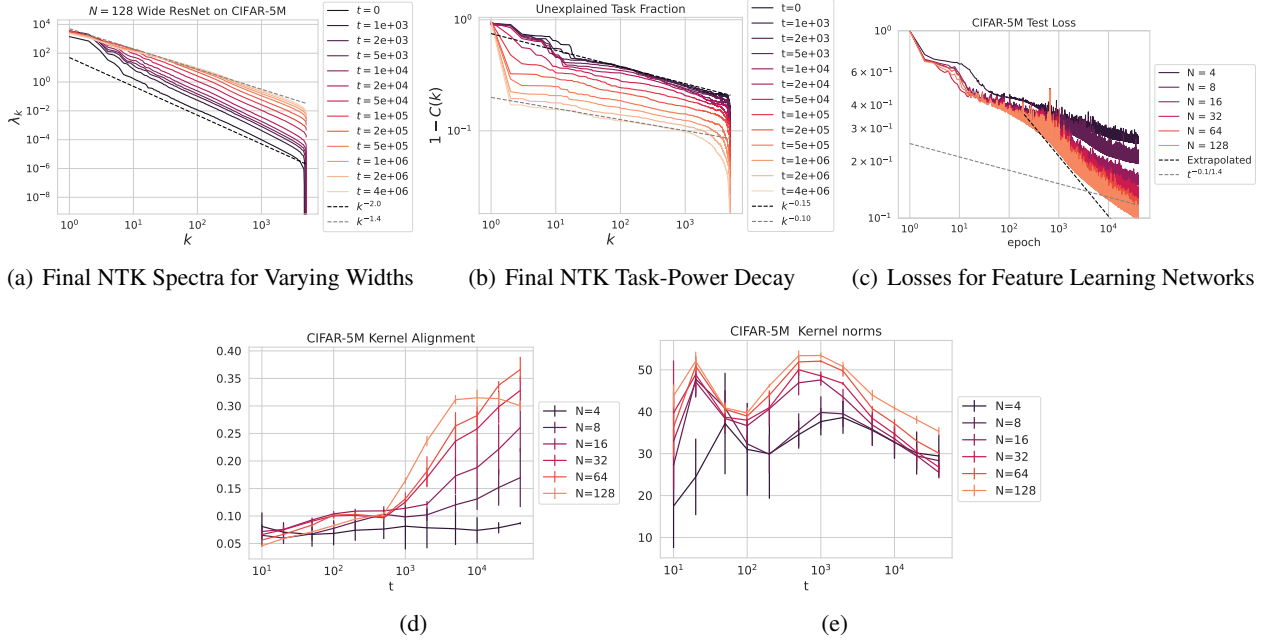 N = 128 Wide ResNet on CIFAR-5M
λ_k
10^4
10^2
10^0
10^−2
10^−4
10^−6
10^−8
10^0
10^1
10^2
10^3
k
t = 0
t = 1e+03
t = 2e+03
t = 5e+03
t = 1e+04
t = 2e+04
t = 5e+04
t = 1e+05
t = 2e+05
t = 5e+05
t = 1e+06
t = 2e+06
t = 4e+06
k^−2.0
k^−1.4
(a) Final NTK Spectra for Varying Widths
Unexplained Task Fraction
1 − C(k)
10^0
10^−1
10^0
10^1
10^2
10^3
k
t=0
t=1e+03
t=2e+03
t=5e+03
t=1e+04
t=2e+04
t=5e+04
t=1e+05
t=2e+05
t=5e+05
t=1e+06
t=2e+06
t=4e+06
k^−0.15
k^−0.10
(b) Final NTK Task-Power Decay
CIFAR-5M Test Loss
10^0
6 × 10^−1
4 × 10^−1
3 × 10^−1
2 × 10^−1
10^−1
10^0
10^1
10^2
10^3
10^4
epoch
N = 4
N = 8
N = 16
N = 32
N = 64
N = 128
Extrapolated
t^−0.1/1.4
(c) Losses for Feature Learning Networks
CIFAR-5M Kernel Alignment
0.40
0.35
0.30
0.25
0.20
0.15
0.10
0.05
10^1
10^2
10^3
10^4
t
N=4
N=8
N=16
N=32
N=64
N=128
(d)
CIFAR-5M Kernel norms
50
40
30
20
10
10^1
10^2
10^3
10^4
t
N=4
N=8
N=16
N=32
N=64
N=128
(e)